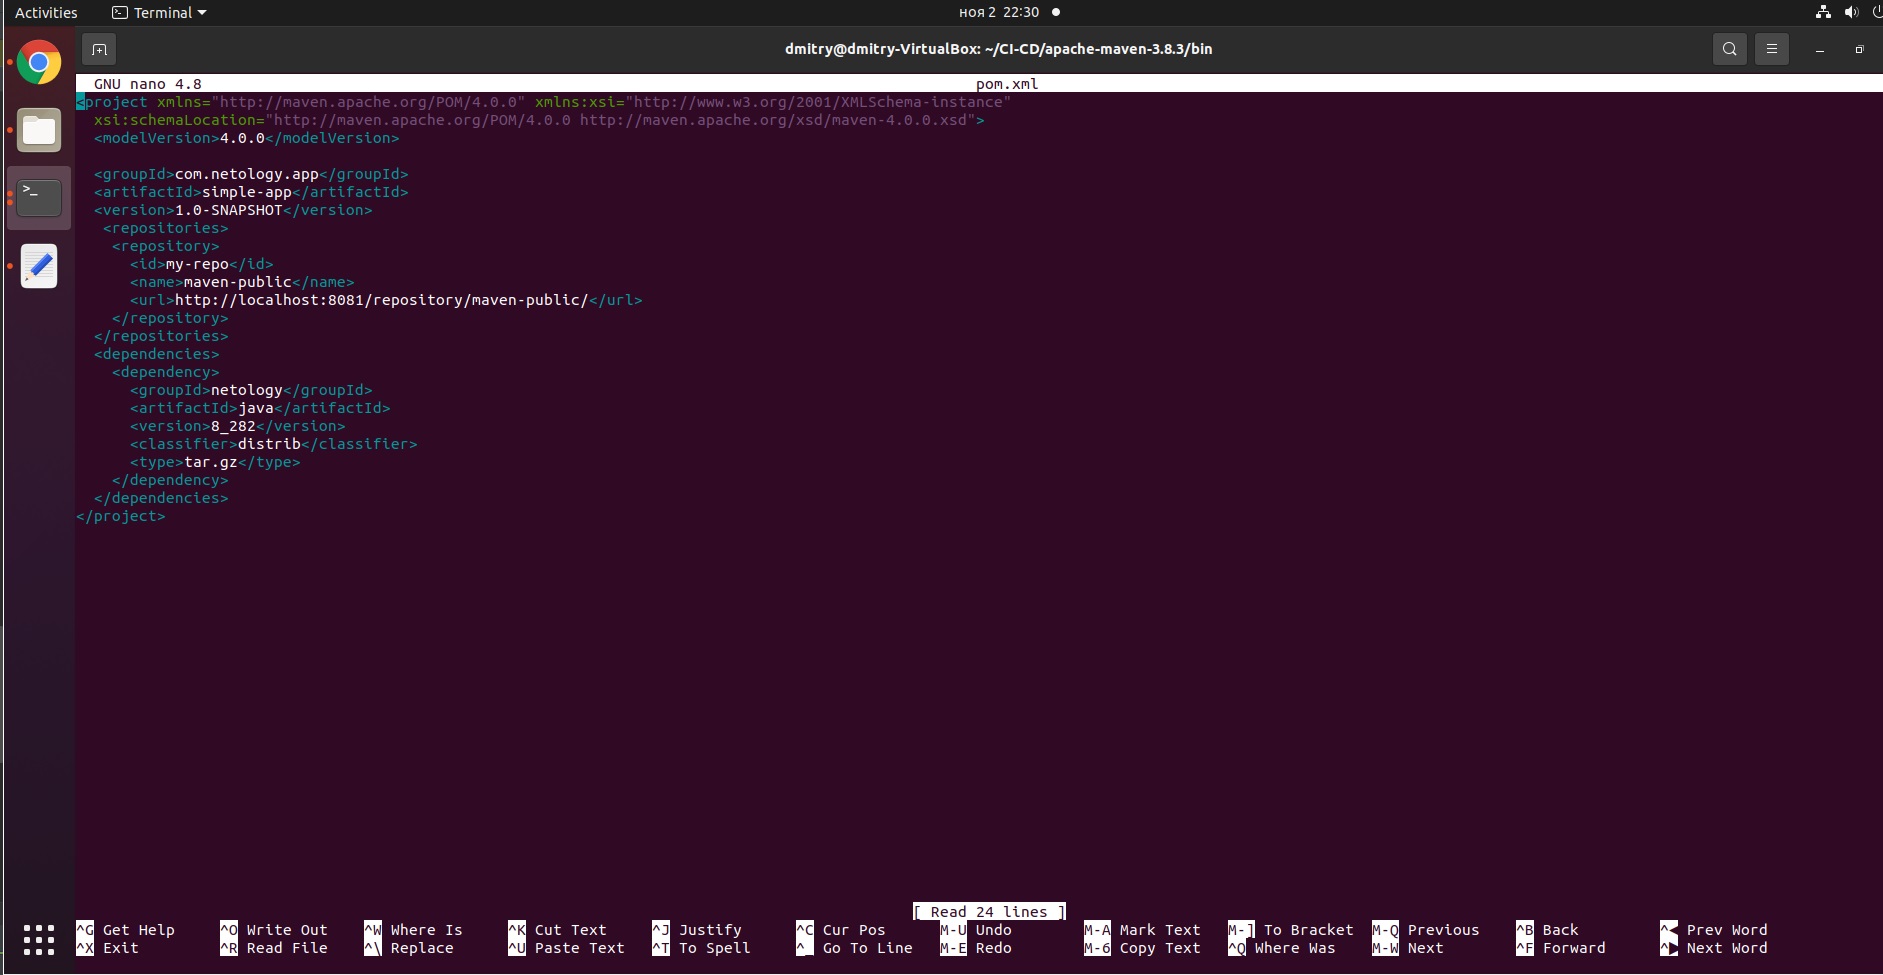 Activities Terminal ноя 2 22:30
dmitry@dmitry-VirtualBox: ~/CI-CD/apache-maven-3.8.3/bin
GNU nano 4.8 pom.xml
<project xmlns="http://maven.apache.org/POM/4.0.0" xmlns:xsi="http://www.w3.org/2001/XMLSchema-instance"
  xsi:schemaLocation="http://maven.apache.org/POM/4.0.0 http://maven.apache.org/xsd/maven-4.0.0.xsd">
  <modelVersion>4.0.0</modelVersion>

  <groupId>com.netology.app</groupId>
  <artifactId>simple-app</artifactId>
  <version>1.0-SNAPSHOT</version>
   <repositories>
    <repository>
      <id>my-repo</id>
      <name>maven-public</name>
      <url>http://localhost:8081/repository/maven-public/</url>
    </repository>
  </repositories>
  <dependencies>
    <dependency>
      <groupId>netology</groupId>
      <artifactId>java</artifactId>
      <version>8_282</version>
      <classifier>distrib</classifier>
      <type>tar.gz</type>
    </dependency>
  </dependencies>
</project>
[ Read 24 lines ]
^G Get Help ^O Write Out ^W Where Is ^K Cut Text ^J Justify ^C Cur Pos M-U Undo M-A Mark Text M-] To Bracket M-Q Previous ^B Back ^◀ Prev Word
^X Exit ^R Read File ^\ Replace ^U Paste Text ^T To Spell ^_ Go To Line M-E Redo M-6 Copy Text ^Q Where Was M-W Next ^F Forward ^▶ Next Word